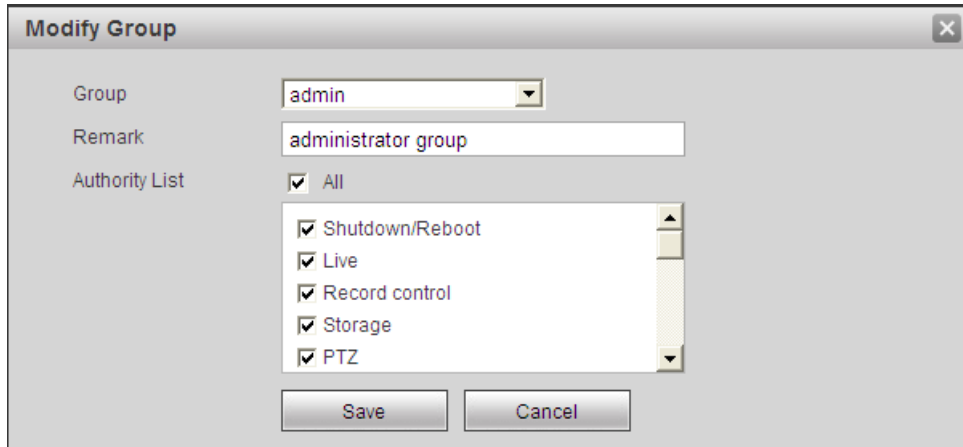 Modify Group
Group admin
Remark administrator group
Authority List All
Shutdown/Reboot
Live
Record control
Storage
PTZ
Save Cancel